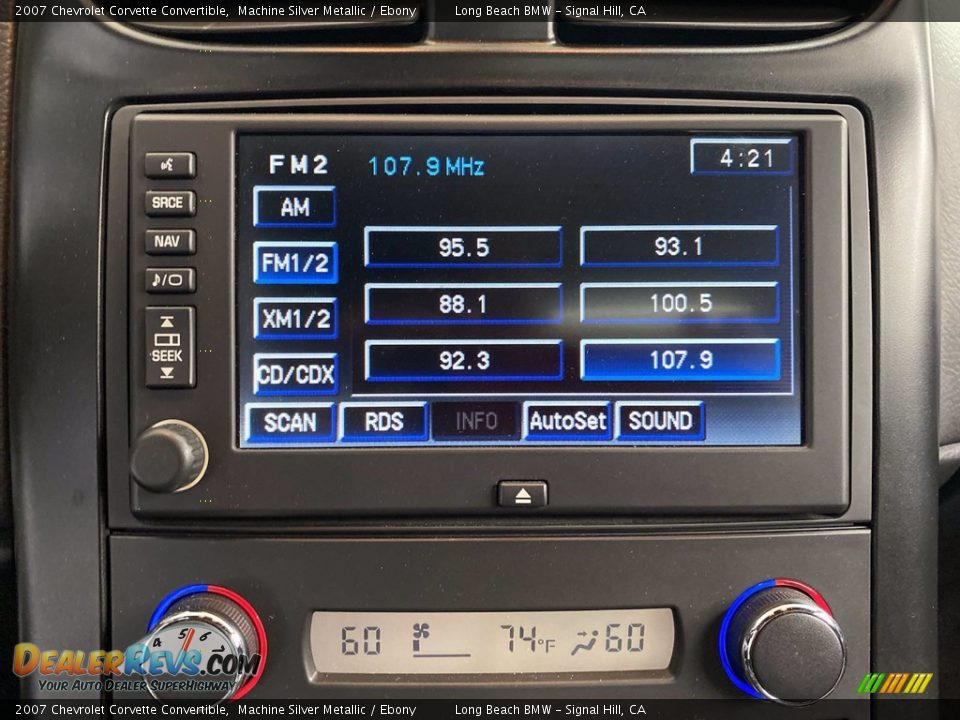 2007 Chevrolet Corvette Convertible,  Machine Silver Metallic / Ebony        Long Beach BMW - Signal Hill, CA
FM2 107.9 MHz 4:21
SRCE
NAV
SEEK
AM
FM1/2 95.5 93.1
XM1/2 88.1 100.5
CD/CDX 92.3 107.9
SCAN RDS INFO AutoSet SOUND
60 74°F 60
4 5 6
DealerRevs.com
Your Auto Dealer SuperHighway
2007 Chevrolet Corvette Convertible,  Machine Silver Metallic / Ebony        Long Beach BMW - Signal Hill, CA